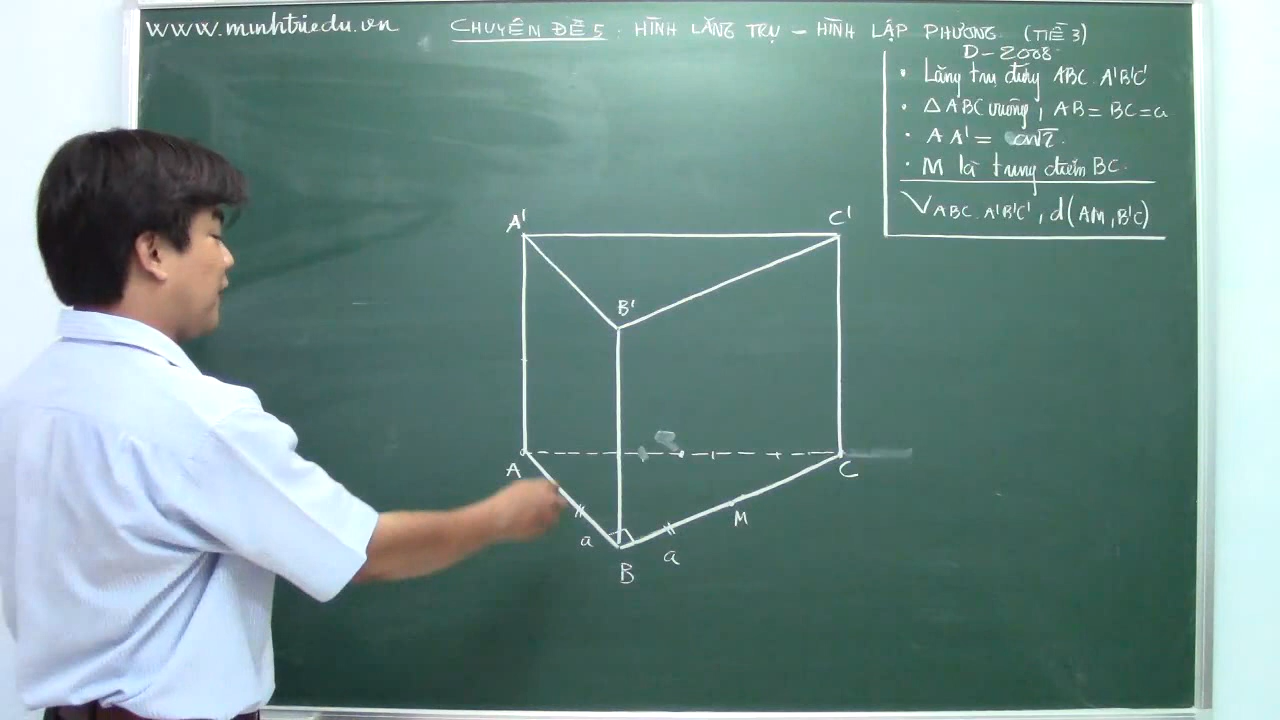 www.minhtriedu.vn
CHUYÊN ĐỀ 5 : HÌNH LĂNG TRỤ – HÌNH LẬP PHƯƠNG (TIẾT 3)
D – 2008
• Lăng trụ đứng ABC.A'B'C'
• Δ ABC vuông, AB = BC = a
• AA' = a√2.
• M là trung điểm BC.
V ABC.A'B'C', d(AM, B'C)
A'
C'
B'
A
C
M
a
a
B